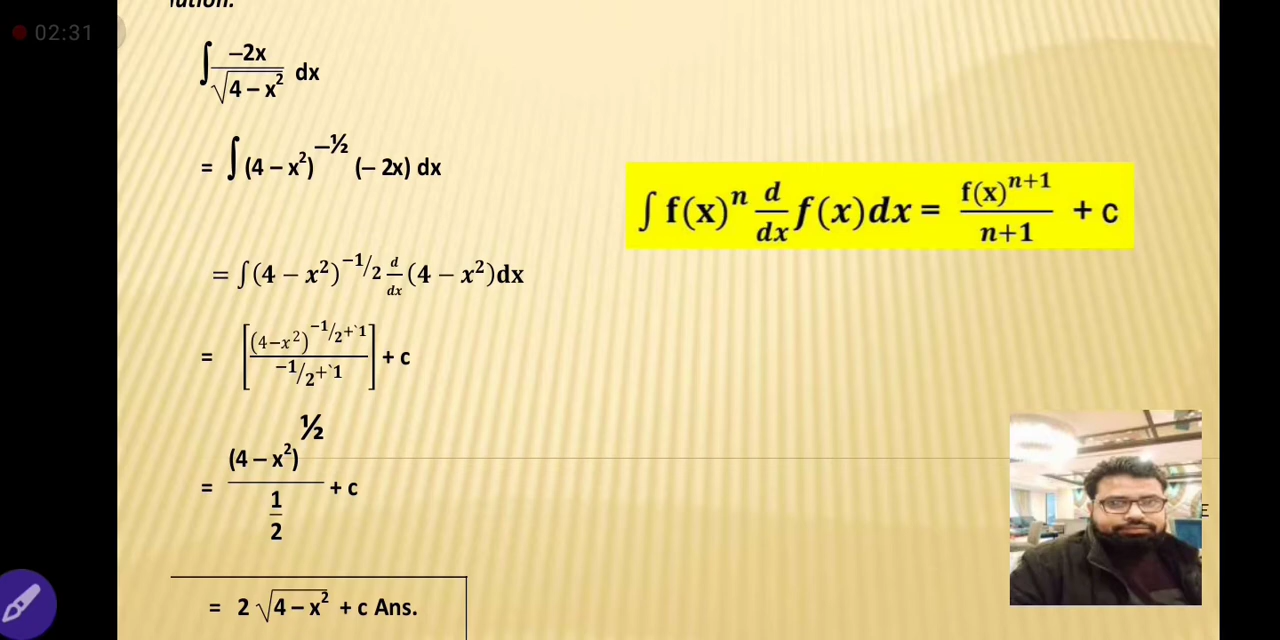 lution.
02:31
∫ –2x / √4 – x² dx
= ∫ (4 – x²)^–½ (– 2x) dx
∫ f(x)ⁿ d/dx f(x)dx = f(x)ⁿ⁺¹ / n+1 + c
= ∫(4 – x²)^–1/2 d/dx (4 – x²)dx
= [(4–x²)^–1/2+`1 / –1/2+`1] + c
= (4 – x²)^½ / 1/2 + c
E
= 2 √4 – x² + c Ans.